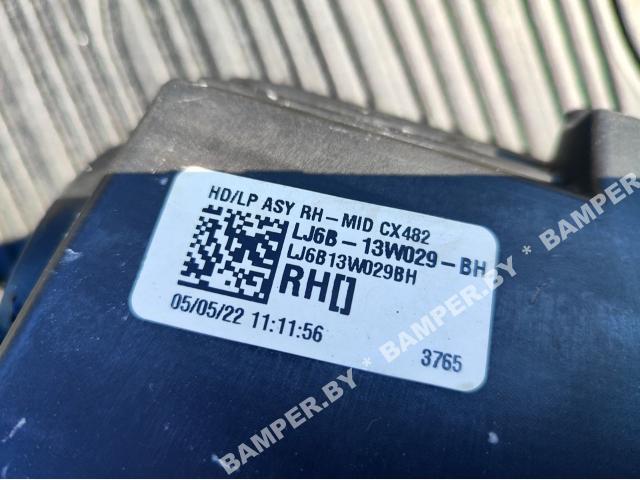 HD/LP ASY RH-MID CX482
LJ6B-13W029-BH
LJ6B13W029BH
RH[]
05/05/22 11:11:56
3765
BAMPER.BY * BAMPER.BY * BAMPER.BY